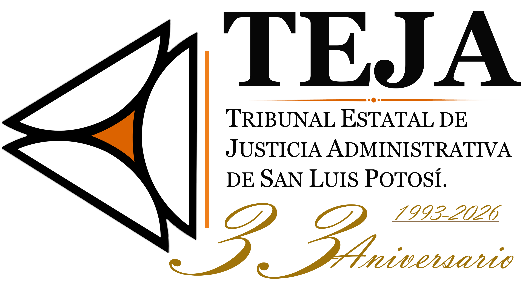 TEJA
TRIBUNAL ESTATAL DE
JUSTICIA ADMINISTRATIVA
DE SAN LUIS POTOSÍ.
1993-2026
33 Aniversario